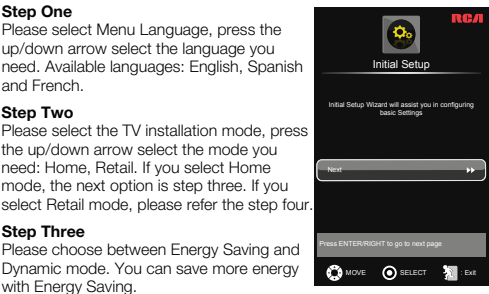 Step One
Please select Menu Language, press the
up/down arrow select the language you
need. Available languages: English, Spanish
and French.
Step Two
Please select the TV installation mode, press
the up/down arrow select the mode you
need: Home, Retail. If you select Home
mode, the next option is step three. If you
select Retail mode, please refer the step four.
Step Three
Please choose between Energy Saving and
Dynamic mode. You can save more energy
with Energy Saving.
RCA
Initial Setup
Initial Setup Wizard will assist you in configuring
basic Settings
Next
Press ENTER/RIGHT to go to next page
MOVE SELECT : Exit